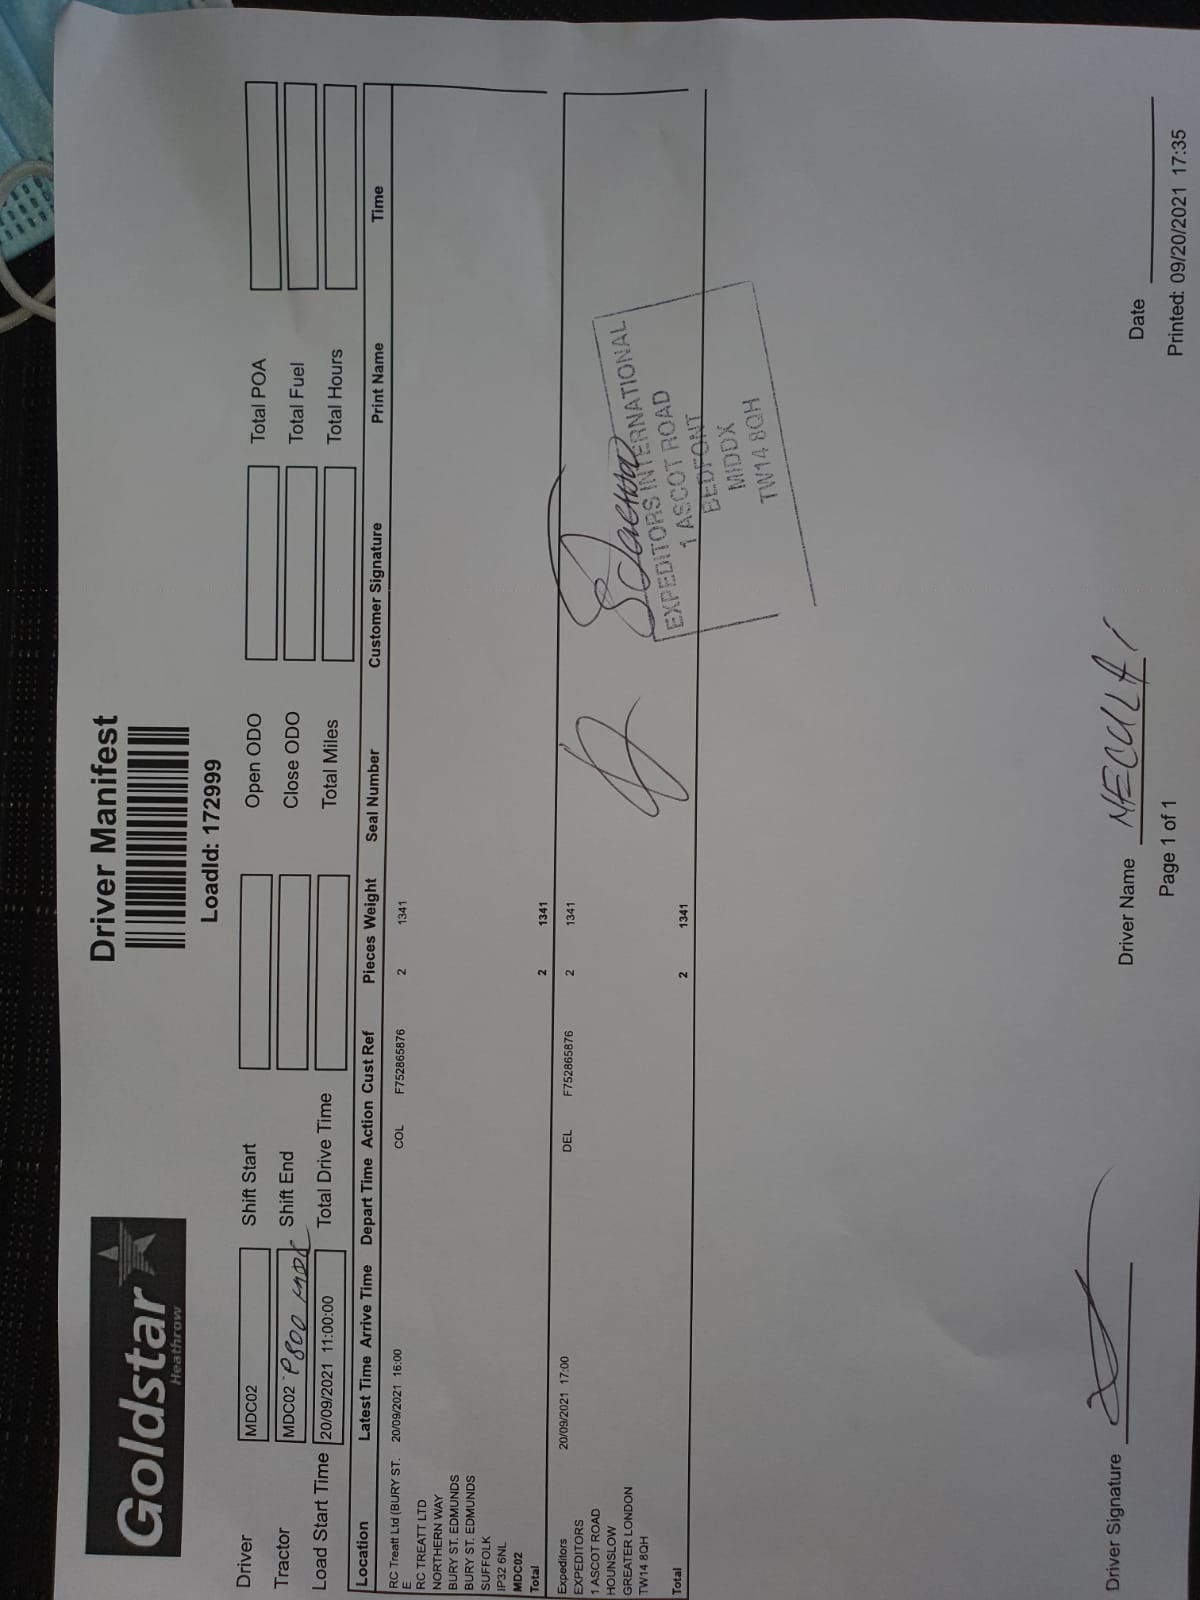 Goldstar
Heathrow
Driver Manifest
LoadId: 172999
Driver MDC02 Shift Start Open ODO Total POA
Tractor MDC02 P800 MDC Shift End Close ODO Total Fuel
Load Start Time 20/09/2021 11:00:00 Total Drive Time Total Miles Total Hours
Location Latest Time Arrive Time Depart Time Action Cust Ref Pieces Weight Seal Number Customer Signature Print Name Time
RC Treatt Ltd (BURY ST. 20/09/2021 16:00 COL F752865876 2 1341
E
RC TREATT LTD
NORTHERN WAY
BURY ST. EDMUNDS
BURY ST. EDMUNDS
SUFFOLK
IP32 6NL
MDC02
Total 2 1341
Expeditors 20/09/2021 17:00 DEL F752865876 2 1341
EXPEDITORS
1 ASCOT ROAD
HOUNSLOW
GREATER LONDON
TW14 8QH
Total 2 1341
EXPEDITORS INTERNATIONAL
1 ASCOT ROAD
BEDFONT
MIDDX
TW14 8QH
Driver Signature Driver Name NECULAI Date
Page 1 of 1 Printed: 09/20/2021 17:35